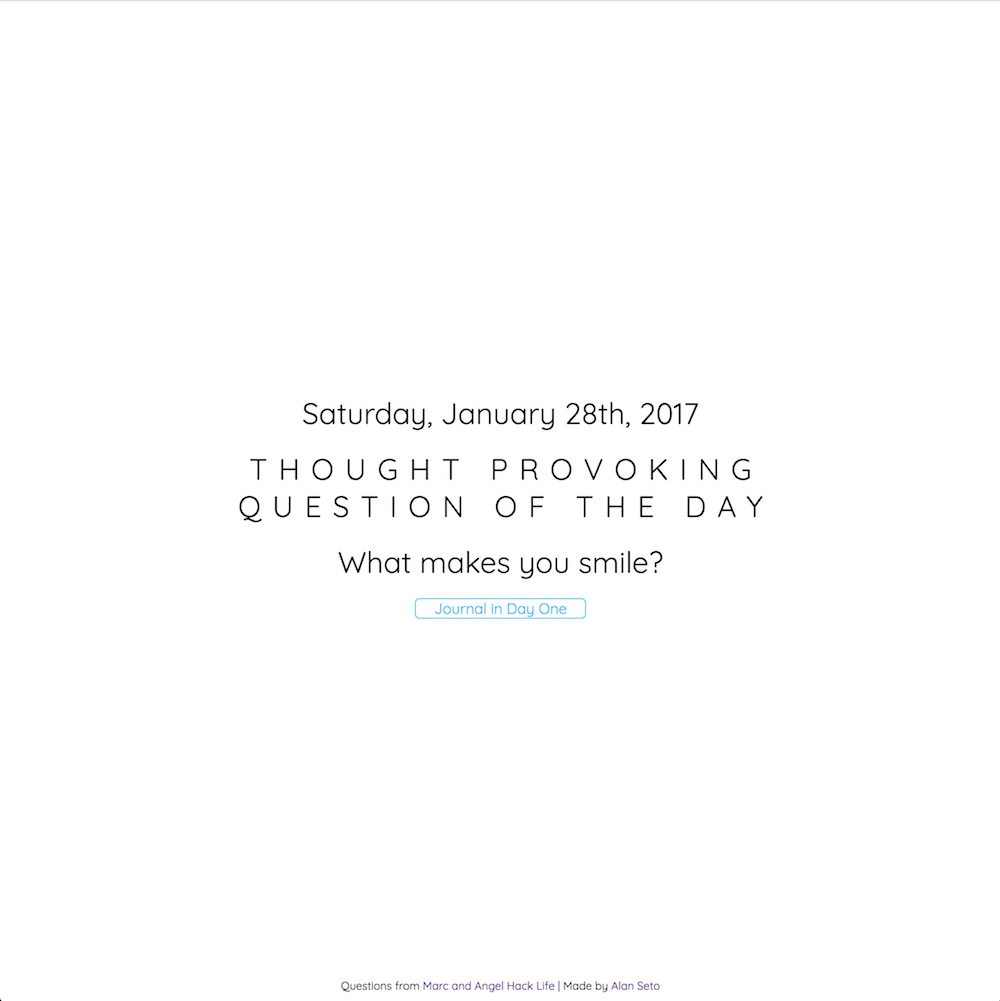 Saturday, January 28th, 2017
THOUGHT PROVOKING
QUESTION OF THE DAY
What makes you smile?
Journal in Day One
Questions from Marc and Angel Hack Life | Made by Alan Seto